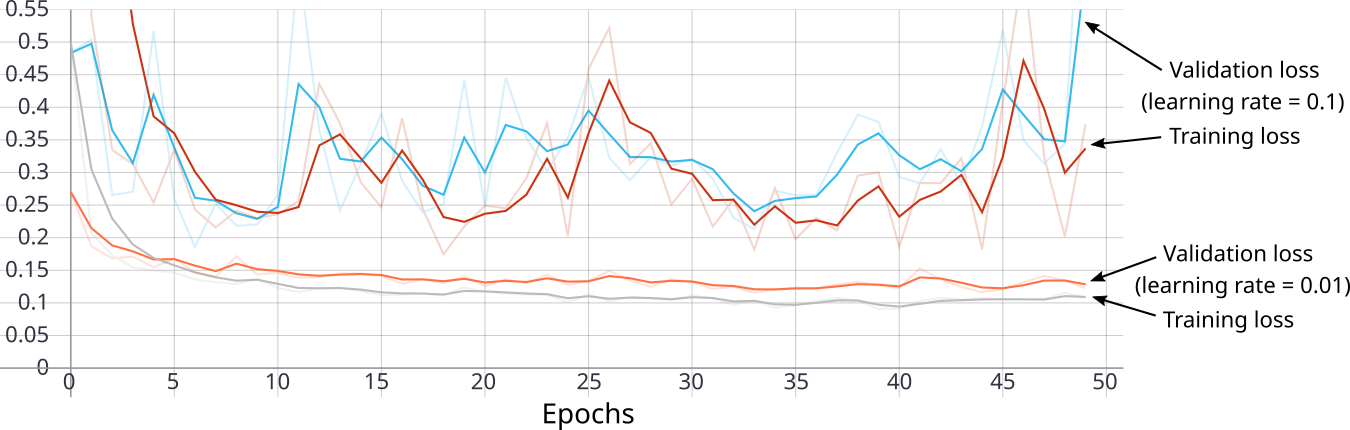 0.55
0.5
0.45
0.4
0.35
0.3
0.25
0.2
0.15
0.1
0.05
0
0 5 10 15 20 25 30 35 40 45 50
Epochs
Validation loss
(learning rate = 0.1)
Training loss
Validation loss
(learning rate = 0.01)
Training loss